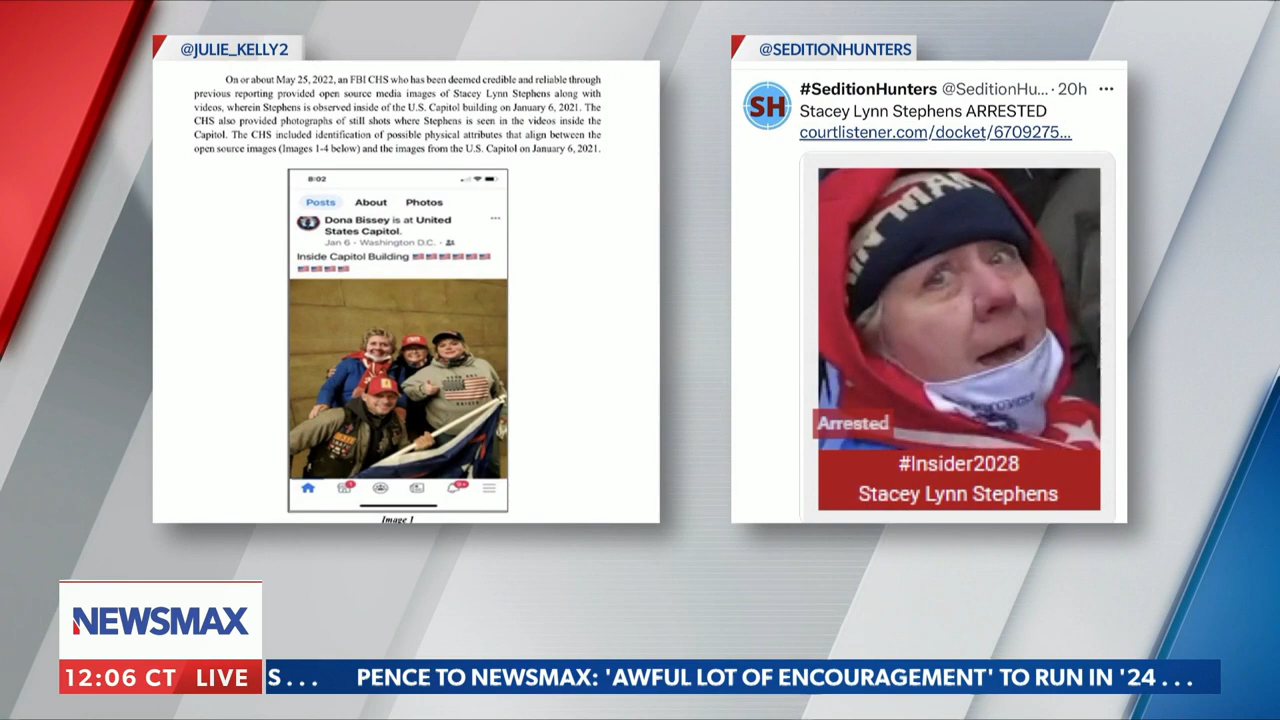 @JULIE_KELLY2
On or about May 25, 2022, an FBI CHS who has been deemed credible and reliable through
previous reporting provided open source media images of Stacey Lynn Stephens along with
videos, wherein Stephens is observed inside of the U.S. Capitol building on January 6, 2021. The
CHS also provided photographs of still shots where Stephens is seen in the videos inside the
Capitol. The CHS included identification of possible physical attributes that align between the
open source images (Images 1-4 below) and the images from the U.S. Capitol on January 6, 2021.
8:02
Posts About Photos
Dona Bissey is at United
States Capitol.
Jan 6 · Washington D.C. ·
Inside Capitol Building
Image 1
@SEDITIONHUNTERS
SH
#SeditionHunters @SeditionHu... · 20h
Stacey Lynn Stephens ARRESTED
courtlistener.com/docket/6709275...
Arrested
#Insider2028
Stacey Lynn Stephens
NEWSMAX
12:06 CT LIVE
S . . . PENCE TO NEWSMAX: 'AWFUL LOT OF ENCOURAGEMENT' TO RUN IN '24 . . .